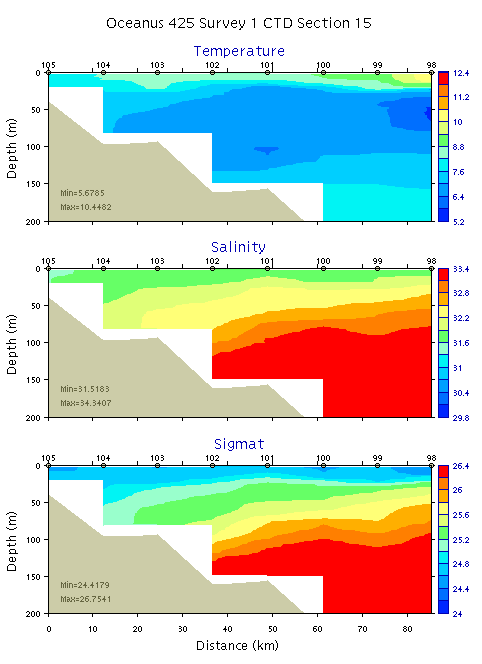 Oceanus 425 Survey 1 CTD Section 15
Temperature
105 104 103 102 101 100 99 98
0
50
100
150
200
Depth (m)
Min=5.6785
Max=10.4482
12.4
11.2
10
8.8
7.6
6.4
5.2
Salinity
105 104 103 102 101 100 99 98
0
50
100
150
200
Depth (m)
Min=31.5183
Max=34.3407
33.4
32.8
32.2
31.6
31
30.4
29.8
Sigmat
105 104 103 102 101 100 99 98
0
50
100
150
200
Depth (m)
Min=24.4179
Max=26.7541
26.4
26
25.6
25.2
24.8
24.4
24
0 10 20 30 40 50 60 70 80
Distance (km)